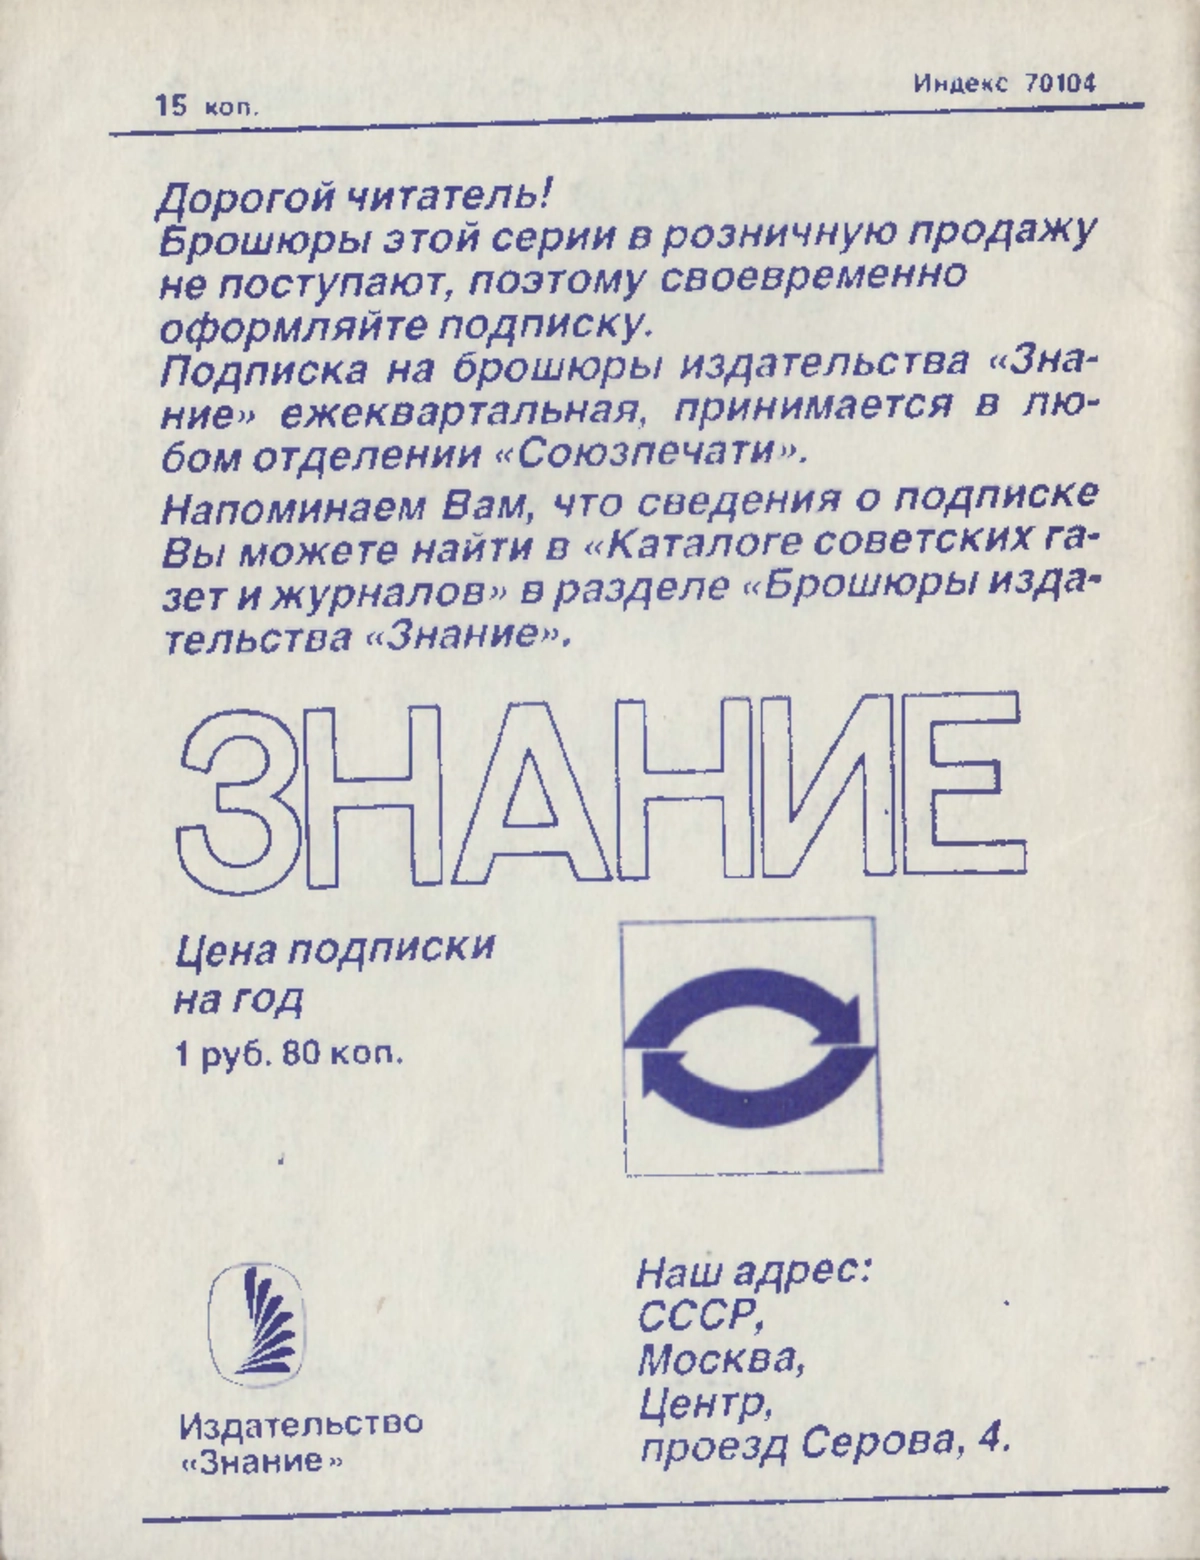 15 коп.
Индекс 70104
Дорогой читатель!
Брошюры этой серии в розничную продажу
не поступают, поэтому своевременно
оформляйте подписку.
Подписка на брошюры издательства «Зна-
ние» ежеквартальная, принимается в лю-
бом отделении «Союзпечати».
Напоминаем Вам, что сведения о подписке
Вы можете найти в «Каталоге советских га-
зет и журналов» в разделе «Брошюры изда-
тельства «Знание».
ЗНАНИЕ
Цена подписки
на год
1 руб. 80 коп.
Издательство
«Знание»
Наш адрес:
СССР,
Москва,
Центр,
проезд Серова, 4.